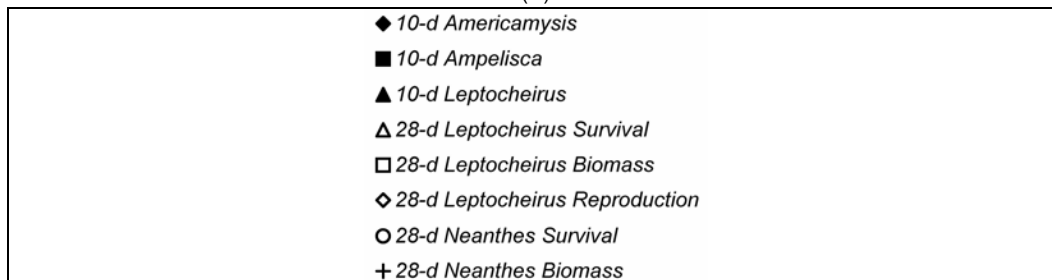 ◆ 10-d Americamysis
■ 10-d Ampelisca
▲ 10-d Leptocheirus
△ 28-d Leptocheirus Survival
□ 28-d Leptocheirus Biomass
◇ 28-d Leptocheirus Reproduction
○ 28-d Neanthes Survival
+ 28-d Neanthes Biomass